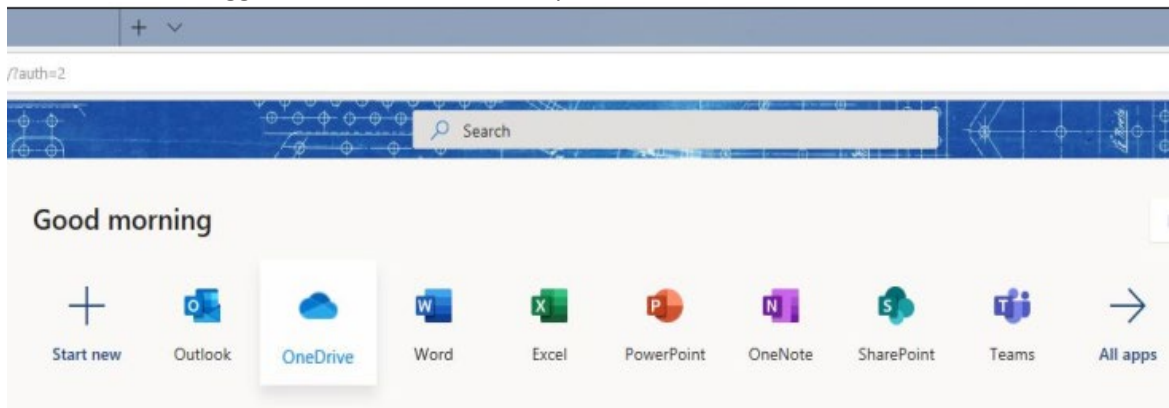 /?auth=2
Search
Good morning
Start new
Outlook
OneDrive
Word
Excel
PowerPoint
OneNote
SharePoint
Teams
All apps